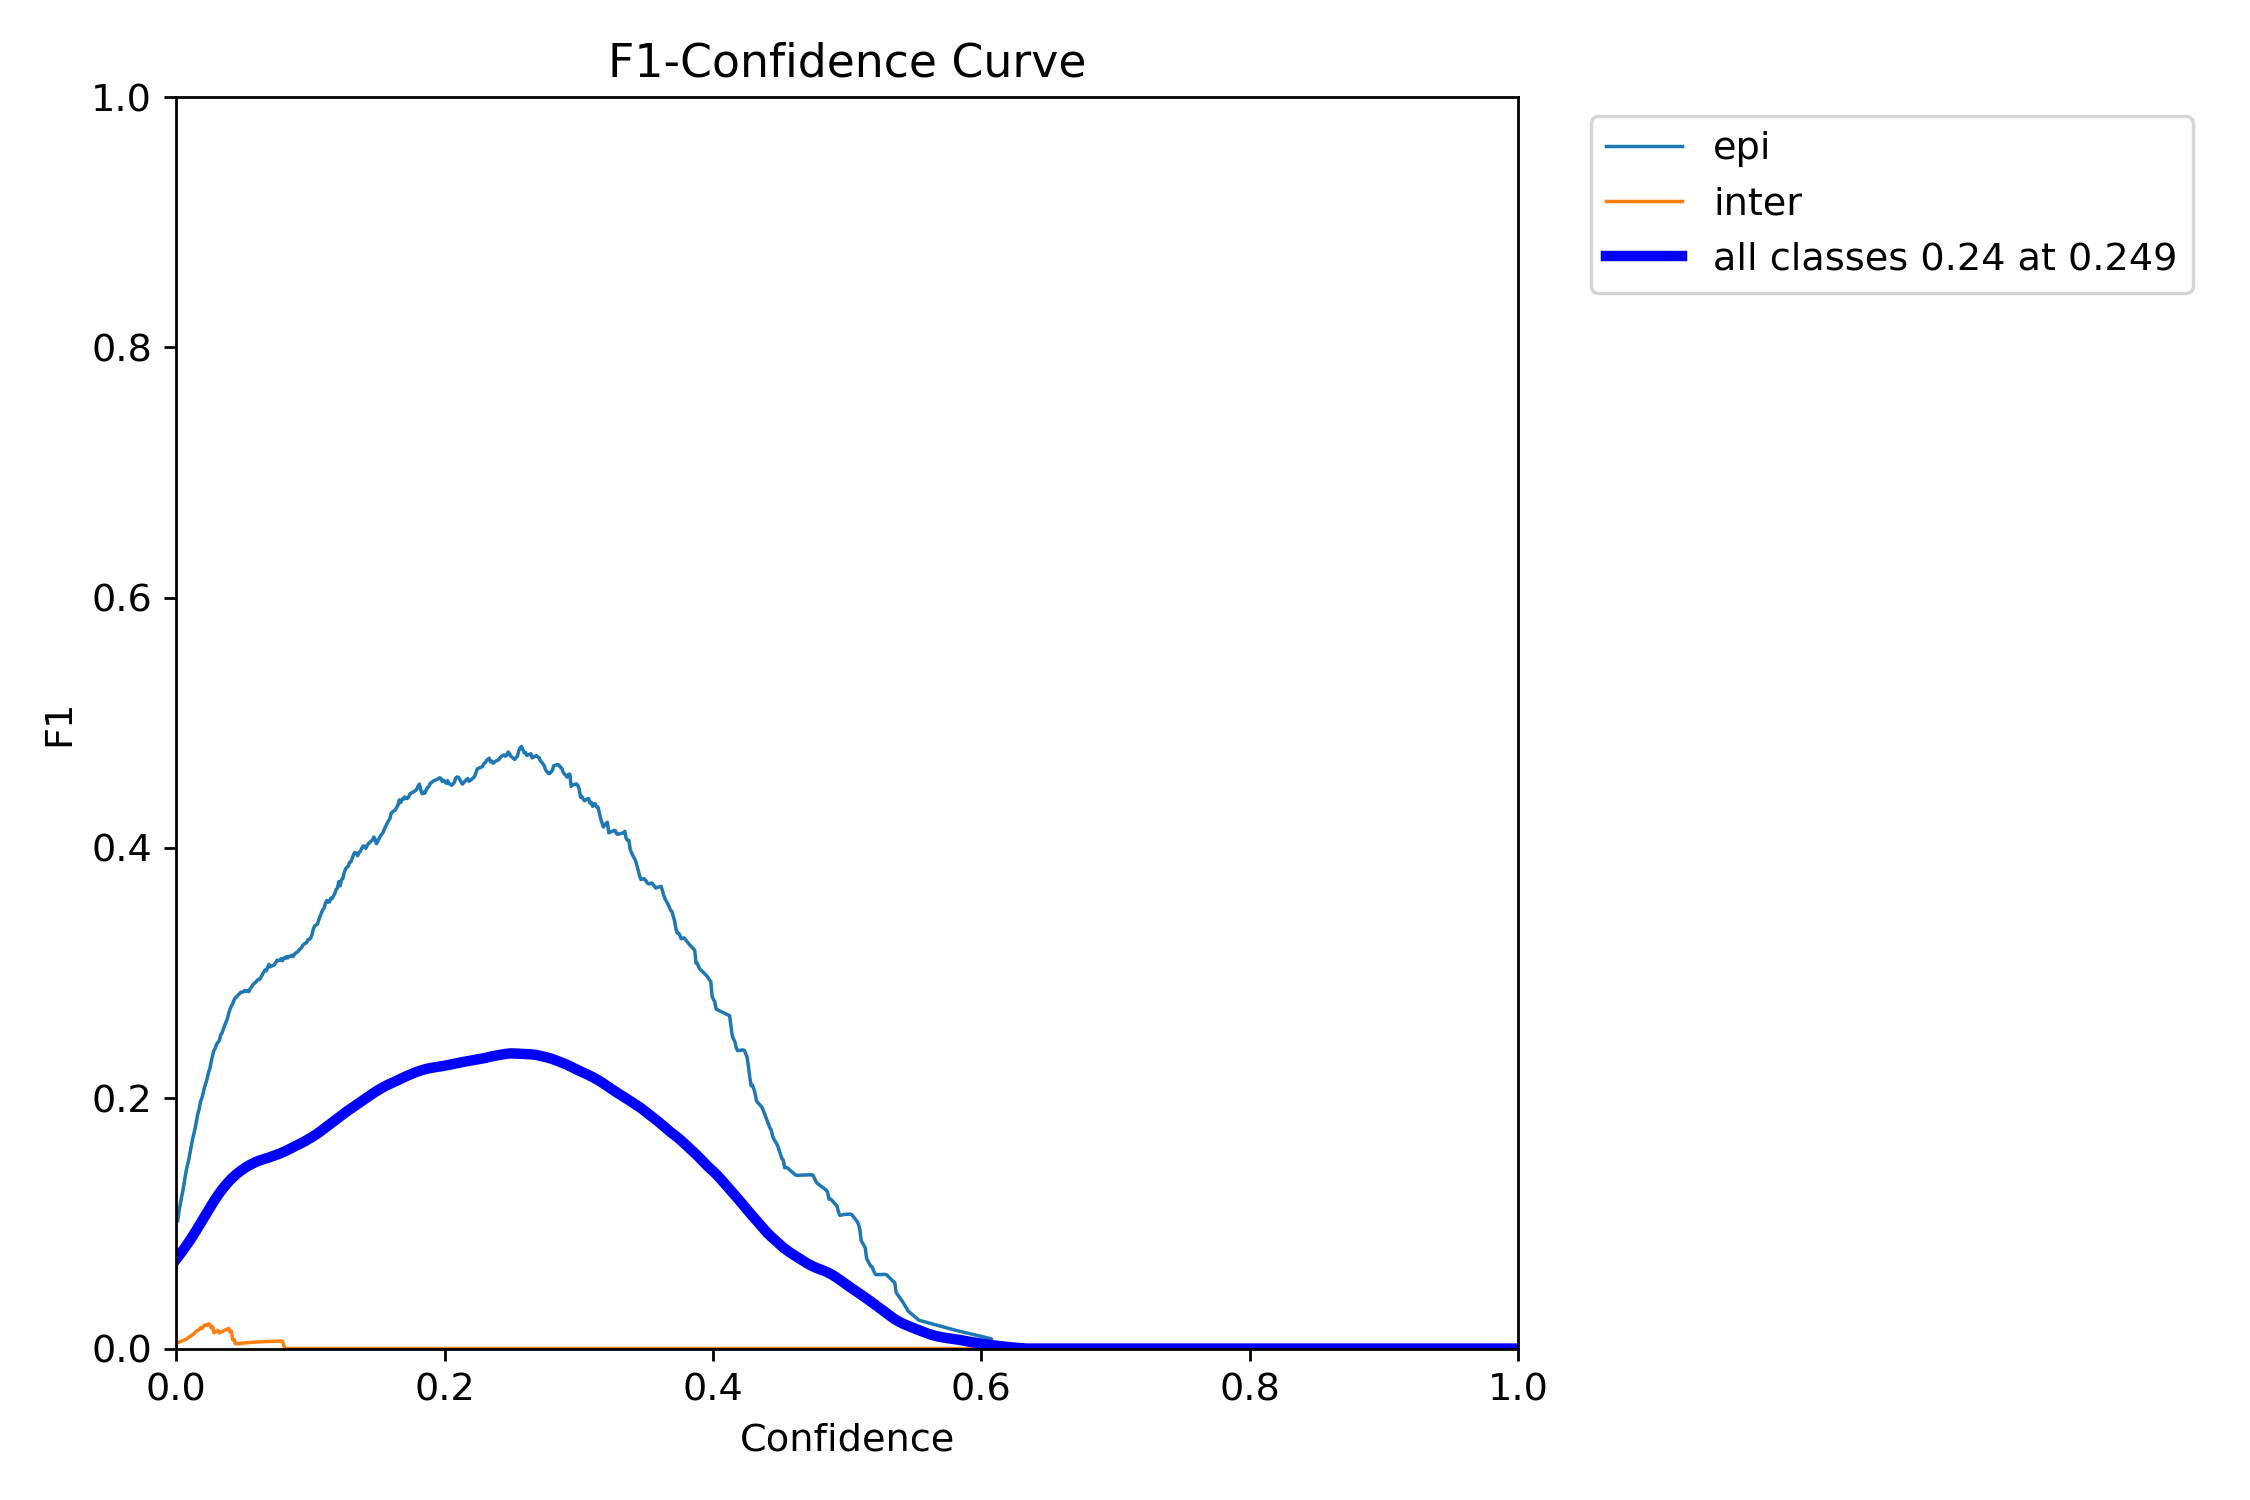 F1-Confidence Curve
1.0
0.8
0.6
0.4
0.2
0.0
F1
0.0 0.2 0.4 0.6 0.8 1.0
Confidence
epi
inter
all classes 0.24 at 0.249